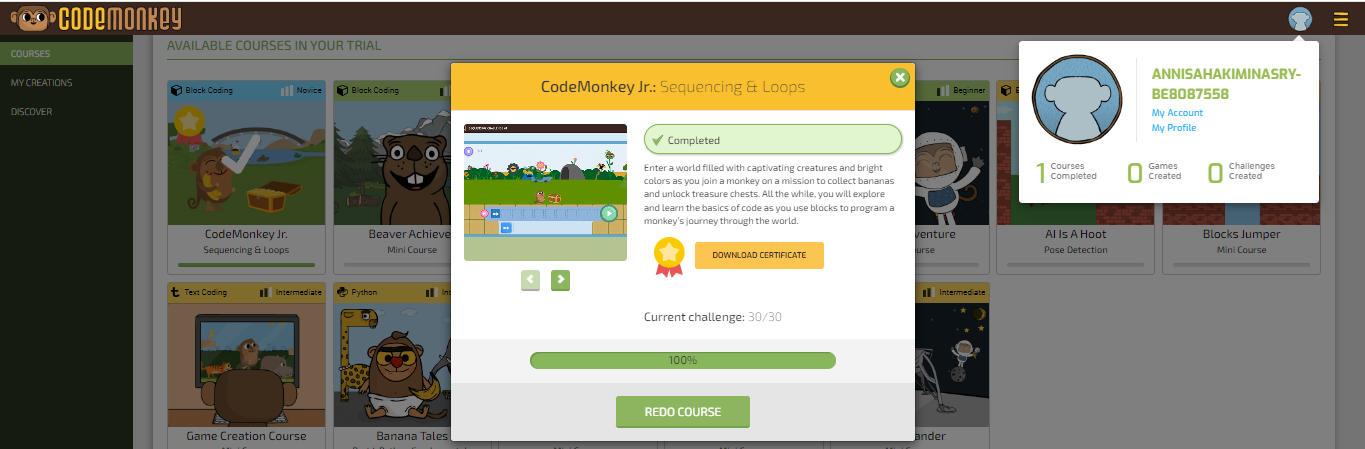 CODEMONKEY
COURSES
MY CREATIONS
DISCOVER
AVAILABLE COURSES IN YOUR TRIAL
Block Coding
Novice
CodeMonkey Jr.
Sequencing & Loops
Block Coding
Beaver Achiev
Mini Course
Beginner
venture
AI Is A Hoot
Pose Detection
Blocks Jumper
Mini Course
Text Coding
Intermediate
Game Creation Course
Python
Intermediate
Banana Tales
Intermediate
ander
CodeMonkey Jr.: Sequencing & Loops
Completed
Enter a world filled with captivating creatures and bright
colors as you join a monkey on a mission to collect bananas
and unlock treasure chests. All the while, you will explore
and learn the basics of code as you use blocks to program a
monkey's journey through the world.
DOWNLOAD CERTIFICATE
Current challenge: 30/30
100%
REDO COURSE
ANNISAHAKIMINASRY-
BE8087558
My Account
My Profile
1 Courses
Completed
0 Games
Created
0 Challenges
Created